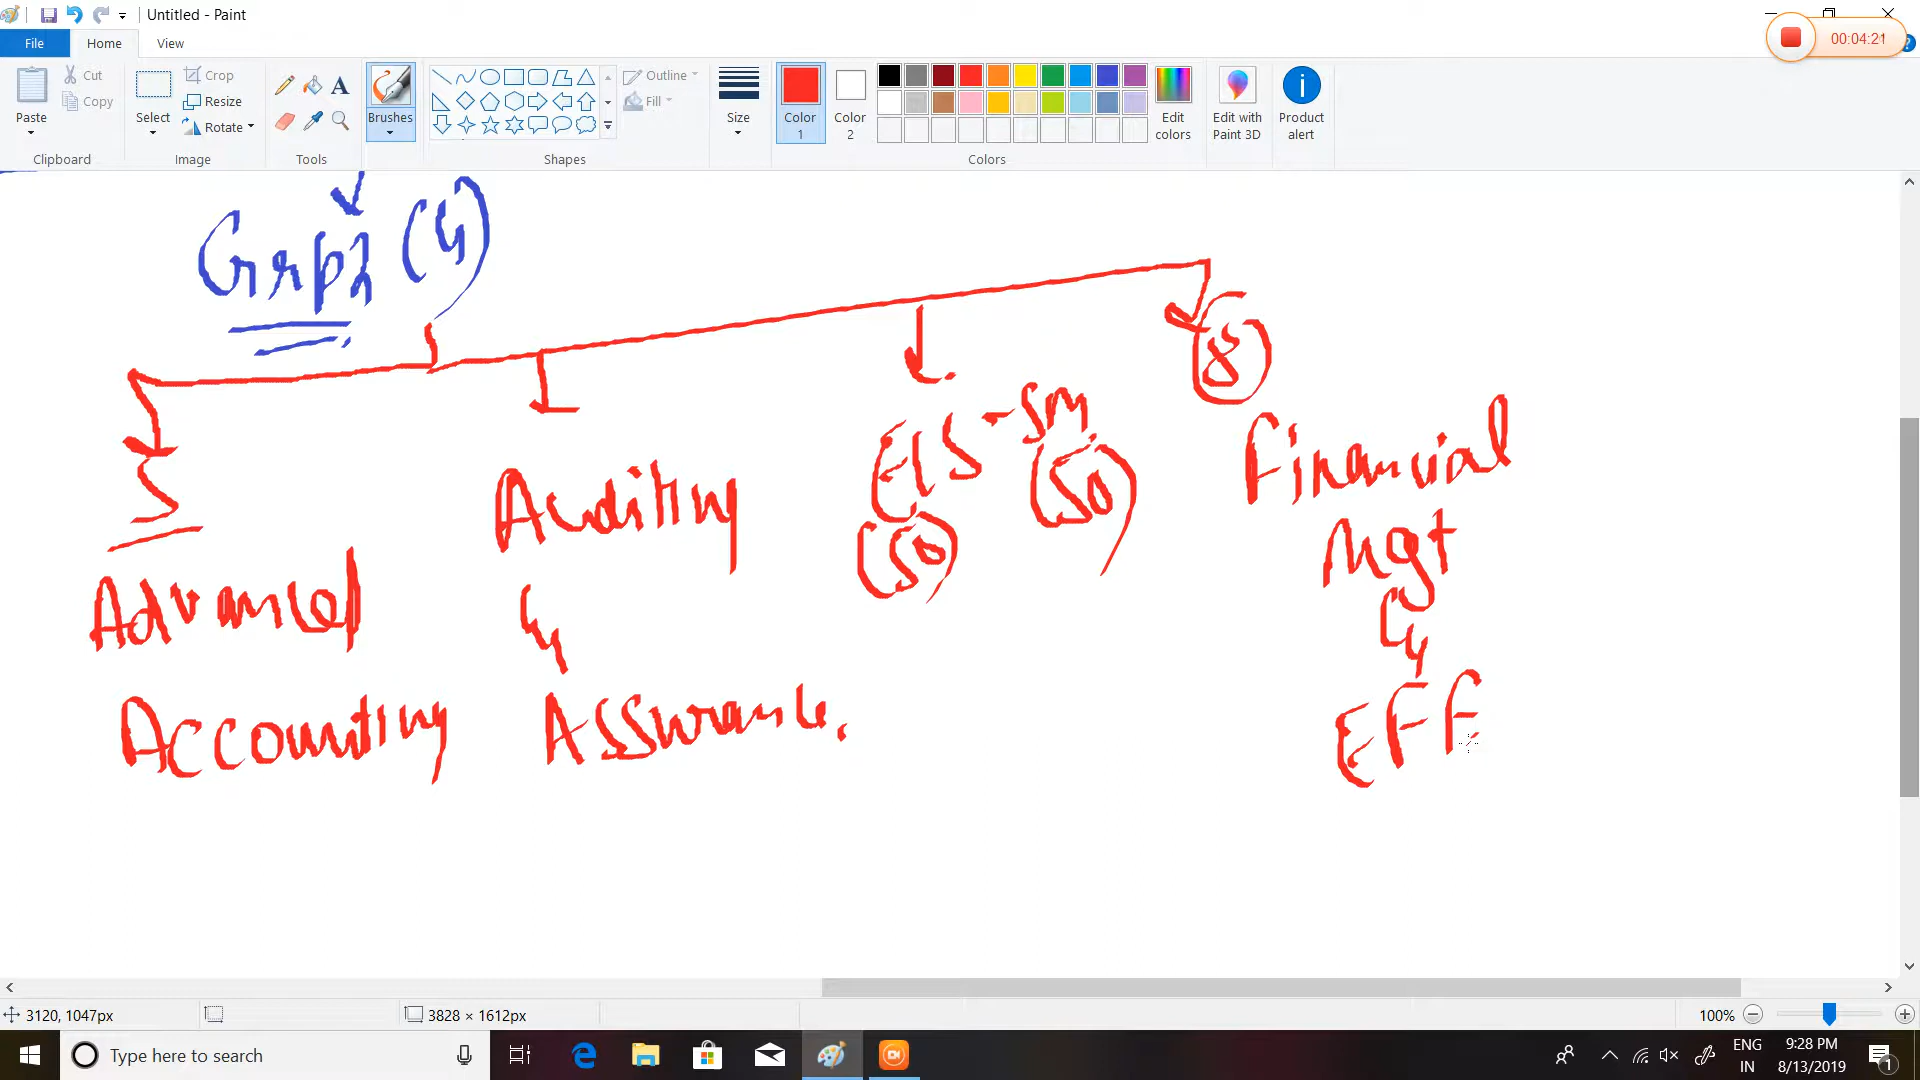 Untitled - Paint
00:04:21
File
Home
View
Paste
Cut
Copy
Clipboard
Select
Crop
Resize
Rotate
Image
Tools
Brushes
Shapes
Outline
Fill
Size
Color 1
Color 2
Edit colors
Colors
Edit with Paint 3D
Product alert
Grp2 (4)
5
Advanced
Accounting
Auditing
&
Assurance.
EIS - SM
(50)
(50)
8
Financial
Mgt
&
EFF
3120, 1047px
3828 × 1612px
100%
Type here to search
ENG
IN
9:28 PM
8/13/2019
1